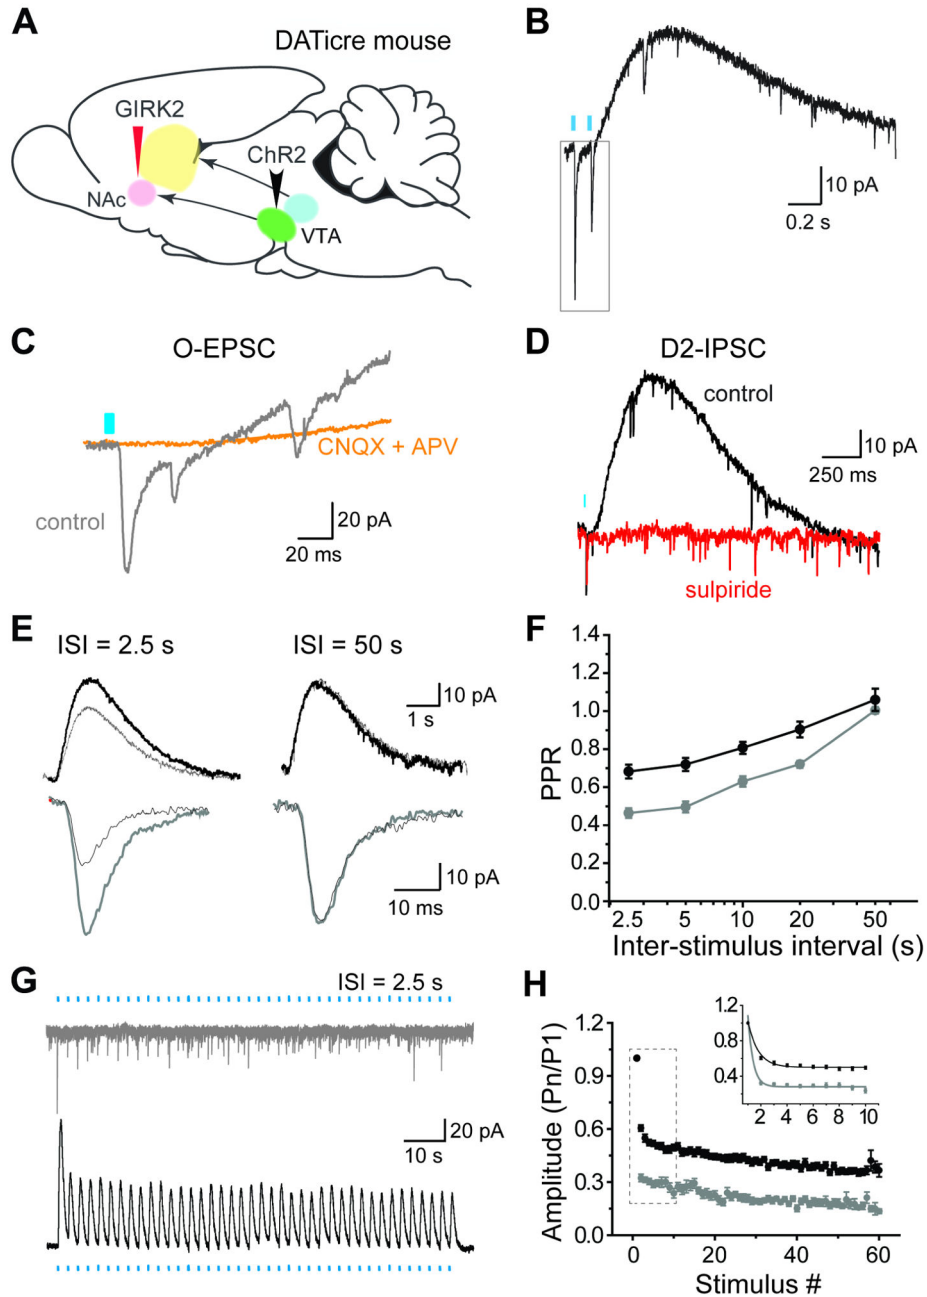 A
DATicre mouse
GIRK2
ChR2
NAc
VTA
B
10 pA
0.2 s
C
O-EPSC
CNQX + APV
control
20 pA
20 ms
D
D2-IPSC
control
10 pA
250 ms
sulpiride
E
ISI = 2.5 s
ISI = 50 s
10 pA
1 s
10 pA
10 ms
F
1.4
1.2
1.0
0.8
0.6
0.4
0.2
0.0
PPR
2.5 5 10 20 50
Inter-stimulus interval (s)
G
ISI = 2.5 s
20 pA
10 s
H
1.2
0.9
0.6
0.3
0.0
Amplitude (Pn/P1)
1.2
0.8
0.4
2 4 6 8 10
0 20 40 60
Stimulus #